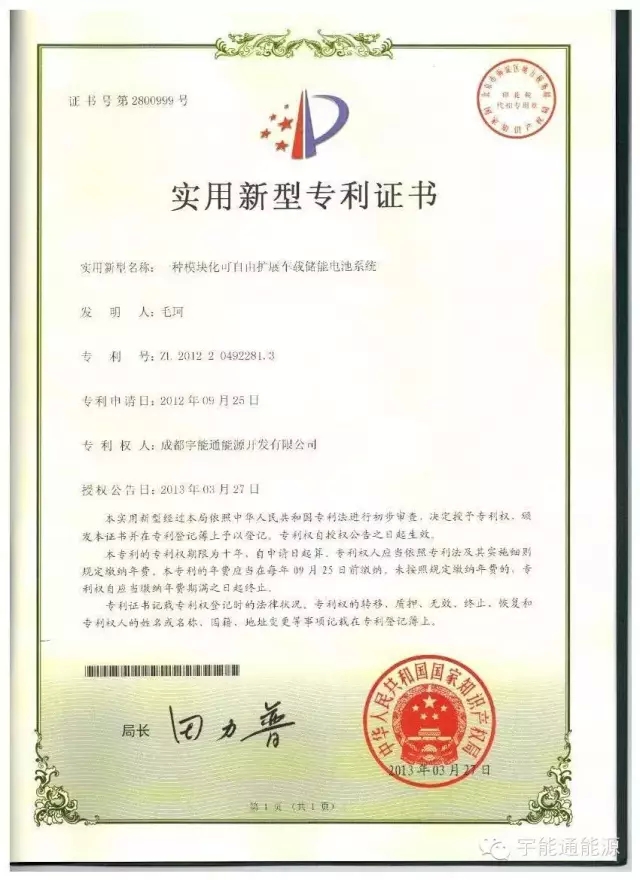 证书号第2800999号
印花税
代扣专用章
国家知识产权局
实用新型专利证书
实用新型名称：一种模块化可自由扩展车载储能电池系统
发明人：毛珂
专利号：ZL 2012 2 0492281.3
专利申请日：2012年09月25日
专利权人：成都宇能通能源开发有限公司
授权公告日：2013年03月27日
本实用新型经过本局依照中华人民共和国专利法进行初步审查，决定授予专利权，颁
发本证书并在专利登记簿上予以登记。专利权自授权公告之日起生效。
本专利的专利权期限为十年，自申请日起算。专利权人应当依照专利法及其实施细则
规定缴纳年费。本专利的年费应当在每年09月25日前缴纳。未按照规定缴纳年费的，专
利权自应当缴纳年费期满之日起终止。
专利证书记载专利权登记时的法律状况。专利权的转移、质押、无效、终止、恢复和
专利权人的姓名或名称、国籍、地址变更等事项记载在专利登记簿上。
局长 田力普
中华人民共和国国家知识产权局
2013年03月27日
第1页（共1页）
宇能通能源